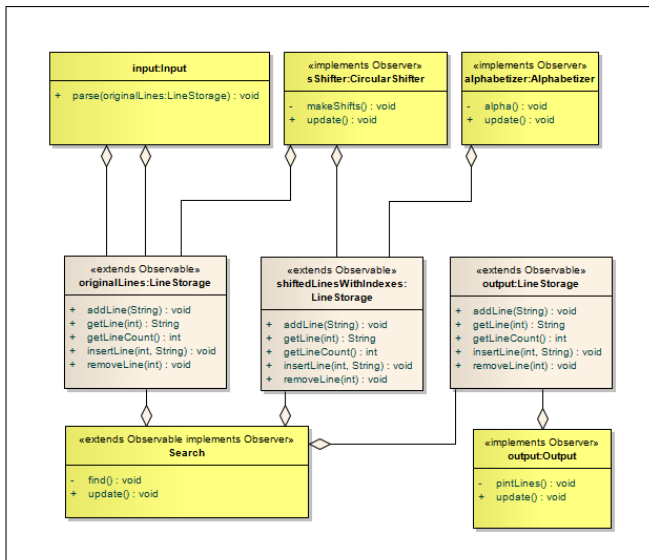 input:Input
+ parse(originalLines:LineStorage) : void
«implements Observer»
sShifter:CircularShifter
- makeShifts() : void
+ update() : void
«implements Observer»
alphabetizer:Alphabetizer
- alpha() : void
+ update() : void
«extends Observable»
originalLines:LineStorage
+ addLine(String) : void
+ getLine(int) : String
+ getLineCount() : int
+ insertLine(int, String) : void
+ removeLine(int) : void
«extends Observable»
shiftedLinesWithIndexes:
LineStorage
+ addLine(String) : void
+ getLine(int) : String
+ getLineCount() : int
+ insertLine(int, String) : void
+ removeLine(int) : void
«extends Observable»
output:LineStorage
+ addLine(String) : void
+ getLine(int) : String
+ getLineCount() : int
+ insertLine(int, String) : void
+ removeLine(int) : void
«extends Observable implements Observer»
Search
- find() : void
+ update() : void
«implements Observer»
output:Output
- pintLines() : void
+ update() : void